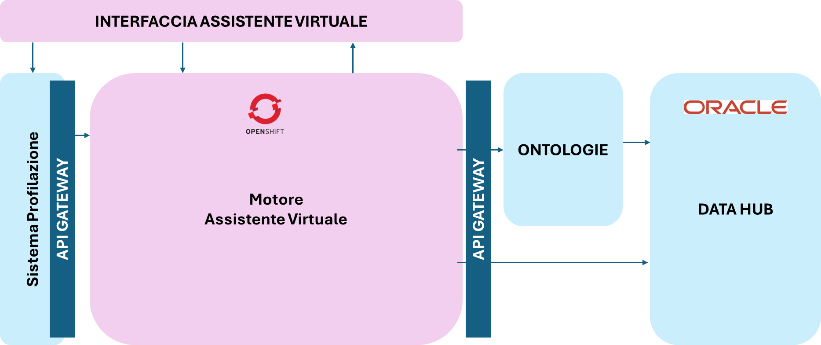 INTERFACCIA ASSISTENTE VIRTUALE
Sistema Profilazione
API GATEWAY
OPENSHIFT
Motore
Assistente Virtuale
API GATEWAY
ONTOLOGIE
ORACLE
DATA HUB